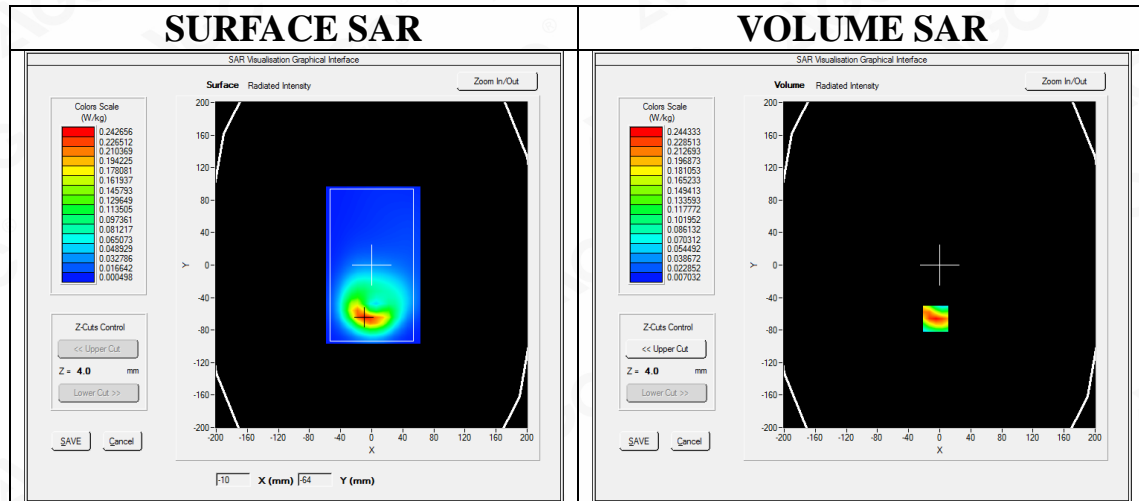 SURFACE SAR
SAR Visualisation Graphical Interface
Surface Radiated Intensity
Zoom In/Out
Colors Scale
(W/kg)
0.242656
0.226512
0.210369
0.194225
0.178081
0.161937
0.145793
0.129649
0.113505
0.097361
0.081217
0.065073
0.048929
0.032786
0.016642
0.000498
200
160
120
80
40
0
-40
-80
-120
-160
-200
Y
-200 -160 -120 -80 -40 0 40 80 120 160 200
X
Z-Cuts Control
<< Upper Cut
Z = 4.0 mm
Lower Cut >>
SAVE Cancel
-10 X (mm) -64 Y (mm)
VOLUME SAR
SAR Visualisation Graphical Interface
Volume Radiated Intensity
Zoom In/Out
Colors Scale
(W/kg)
0.244333
0.228513
0.212693
0.196873
0.181053
0.165233
0.149413
0.133593
0.117772
0.101952
0.086132
0.070312
0.054492
0.038672
0.022852
0.007032
200
160
120
80
40
0
-40
-80
-120
-160
-200
Y
-200 -160 -120 -80 -40 0 40 80 120 160 200
X
Z-Cuts Control
<< Upper Cut
Z = 4.0 mm
Lower Cut >>
SAVE Cancel